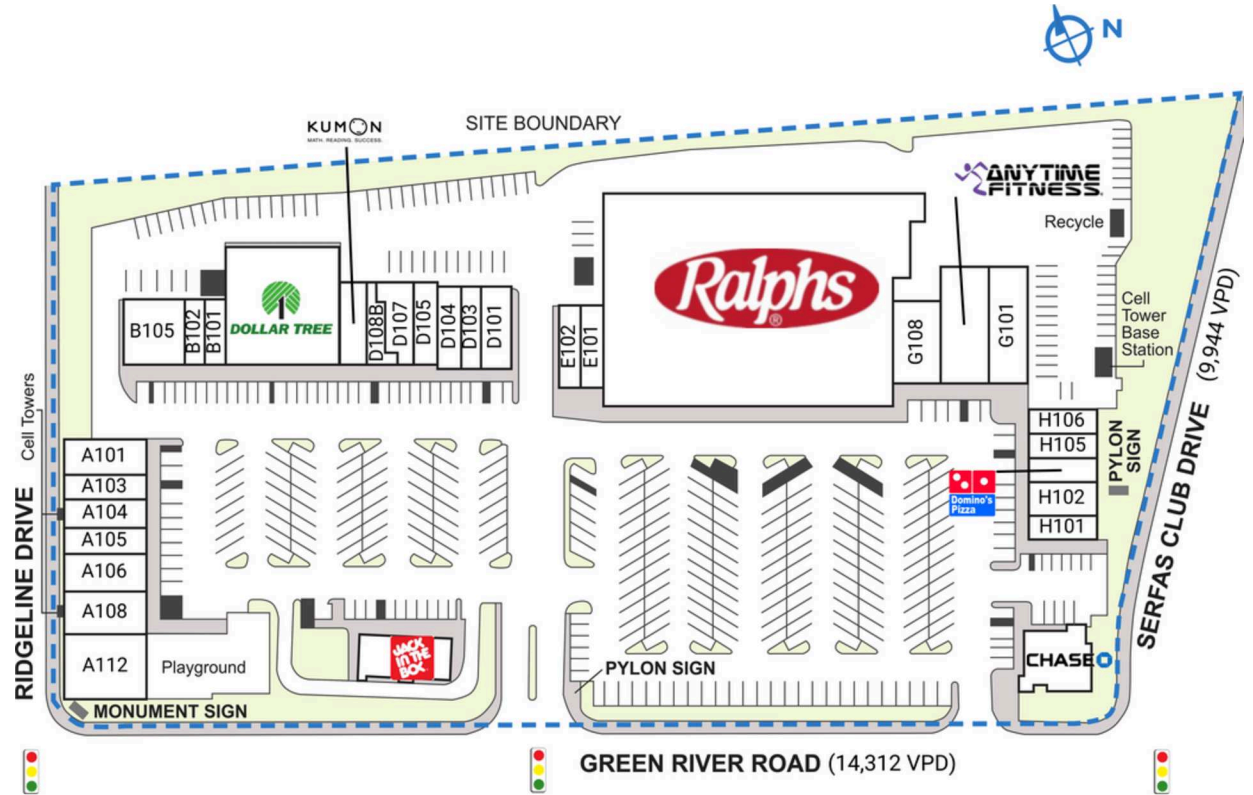 N
KUMON
MATH. READING. SUCCESS.
SITE BOUNDARY
ANYTIME
FITNESS
Recycle
Ralphs
DOLLAR TREE
B105
B102
B101
D108B
D107
D105
D104
D103
D101
E102
E101
G108
G101
Cell
Tower
Base
Station
(9,944 VPD)
SERFAS CLUB DRIVE
Cell Towers
RIDGELINE DRIVE
A101
A103
A104
A105
A106
A108
A112
Playground
H106
H105
H102
H101
PYLON
SIGN
Domino's
Pizza
JACK
IN THE
BOX
CHASE
PYLON SIGN
MONUMENT SIGN
GREEN RIVER ROAD (14,312 VPD)